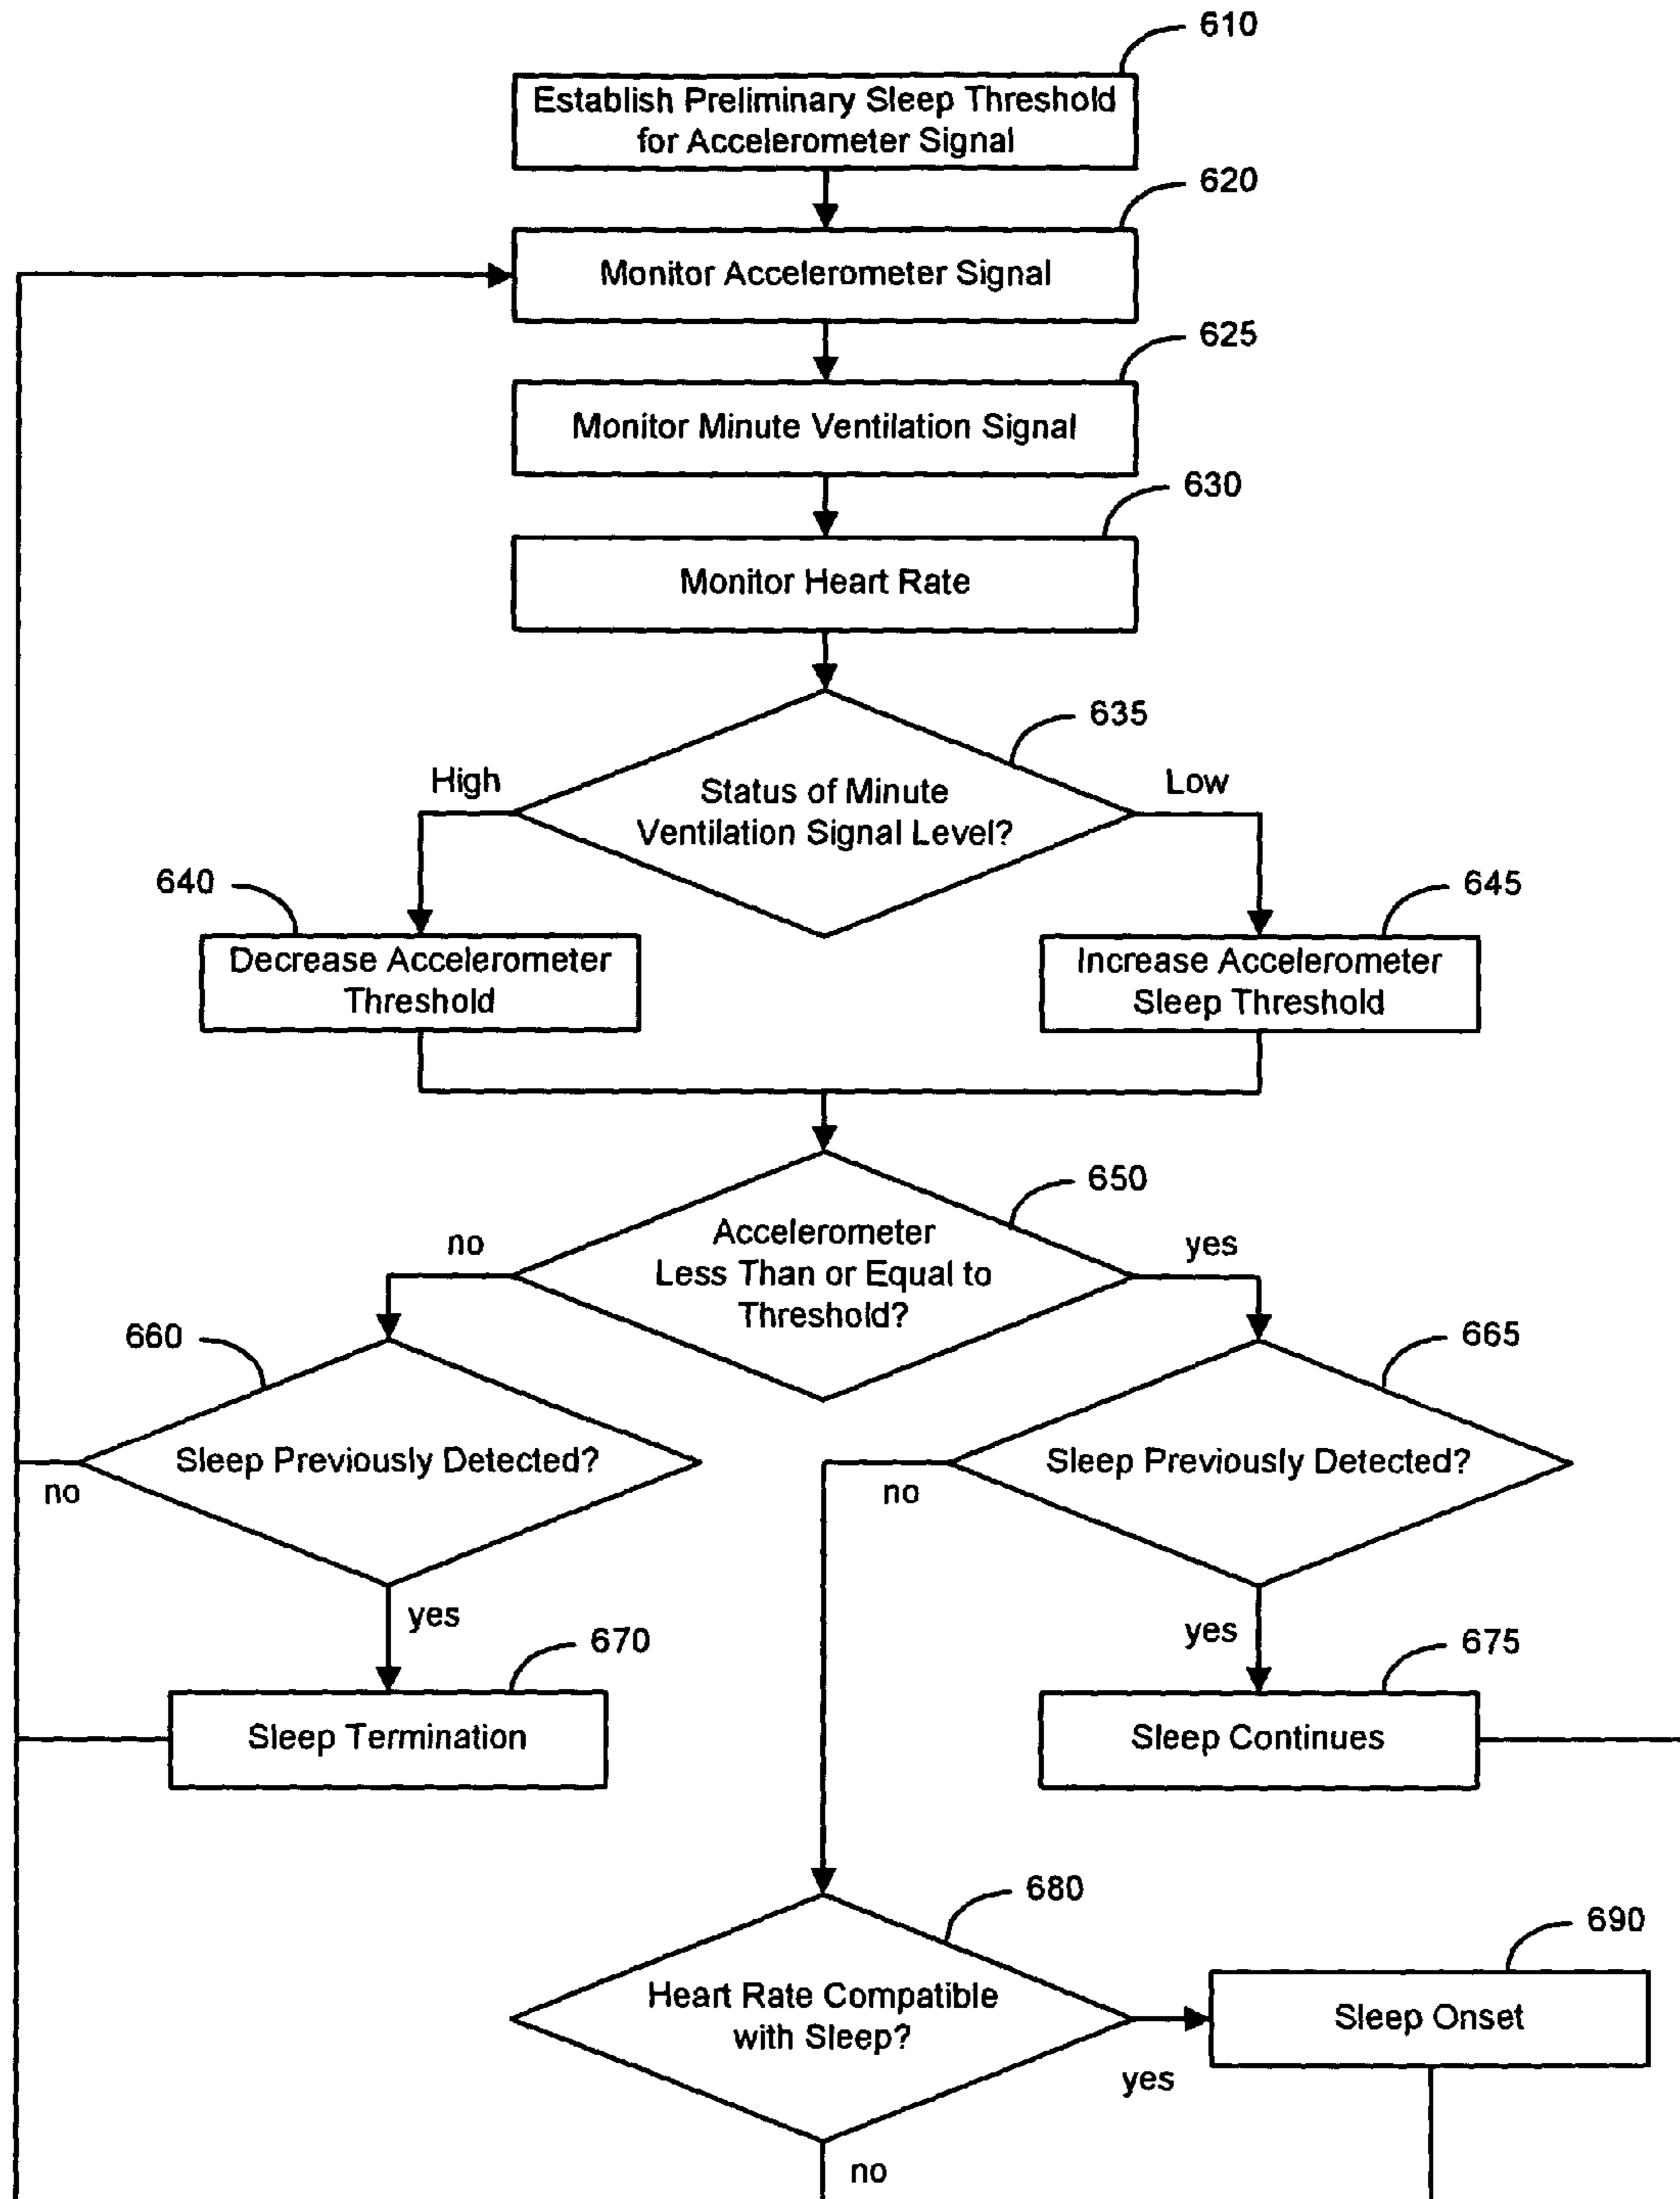 610
Establish Preliminary Sleep Threshold
for Accelerometer Signal
620
Monitor Accelerometer Signal
625
Monitor Minute Ventilation Signal
630
Monitor Heart Rate
635
High
Status of Minute
Ventilation Signal Level?
Low
640
645
Decrease Accelerometer
Threshold
Increase Accelerometer
Sleep Threshold
650
no
Accelerometer
Less Than or Equal to
Threshold?
yes
660
665
Sleep Previously Detected?
Sleep Previously Detected?
no
no
yes
yes
670
675
Sleep Termination
Sleep Continues
680
690
Heart Rate Compatible
with Sleep?
Sleep Onset
yes
no